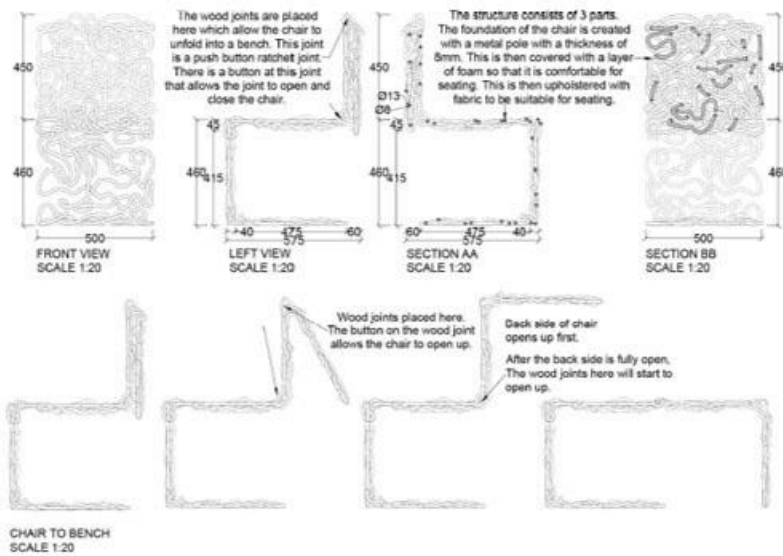 The wood joints are placed
here which allow the chair to
unfold into a bench. This joint
is a push button ratchet joint.
There is a button at this joint
that allows the joint to open and
close the chair.
The structure consists of 3 parts.
The foundation of the chair is created
with a metal pole with a thickness of
8mm. This is then covered with a layer
of foam so that it is comfortable for
seating. This is then upholstered with
fabric to be suitable for seating.
450
460
500
FRONT VIEW
SCALE 1:20
45
460
415
40 475 60
575
LEFT VIEW
SCALE 1:20
450
Ø13
Ø8
45
460
415
60 475 40
575
SECTION AA
SCALE 1:20
450
460
500
SECTION BB
SCALE 1:20
Wood joints placed here.
The button on the wood joint
allows the chair to open up.
Back side of chair
opens up first.
After the back side is fully open,
The wood joints here will start to
open up.
CHAIR TO BENCH
SCALE 1:20